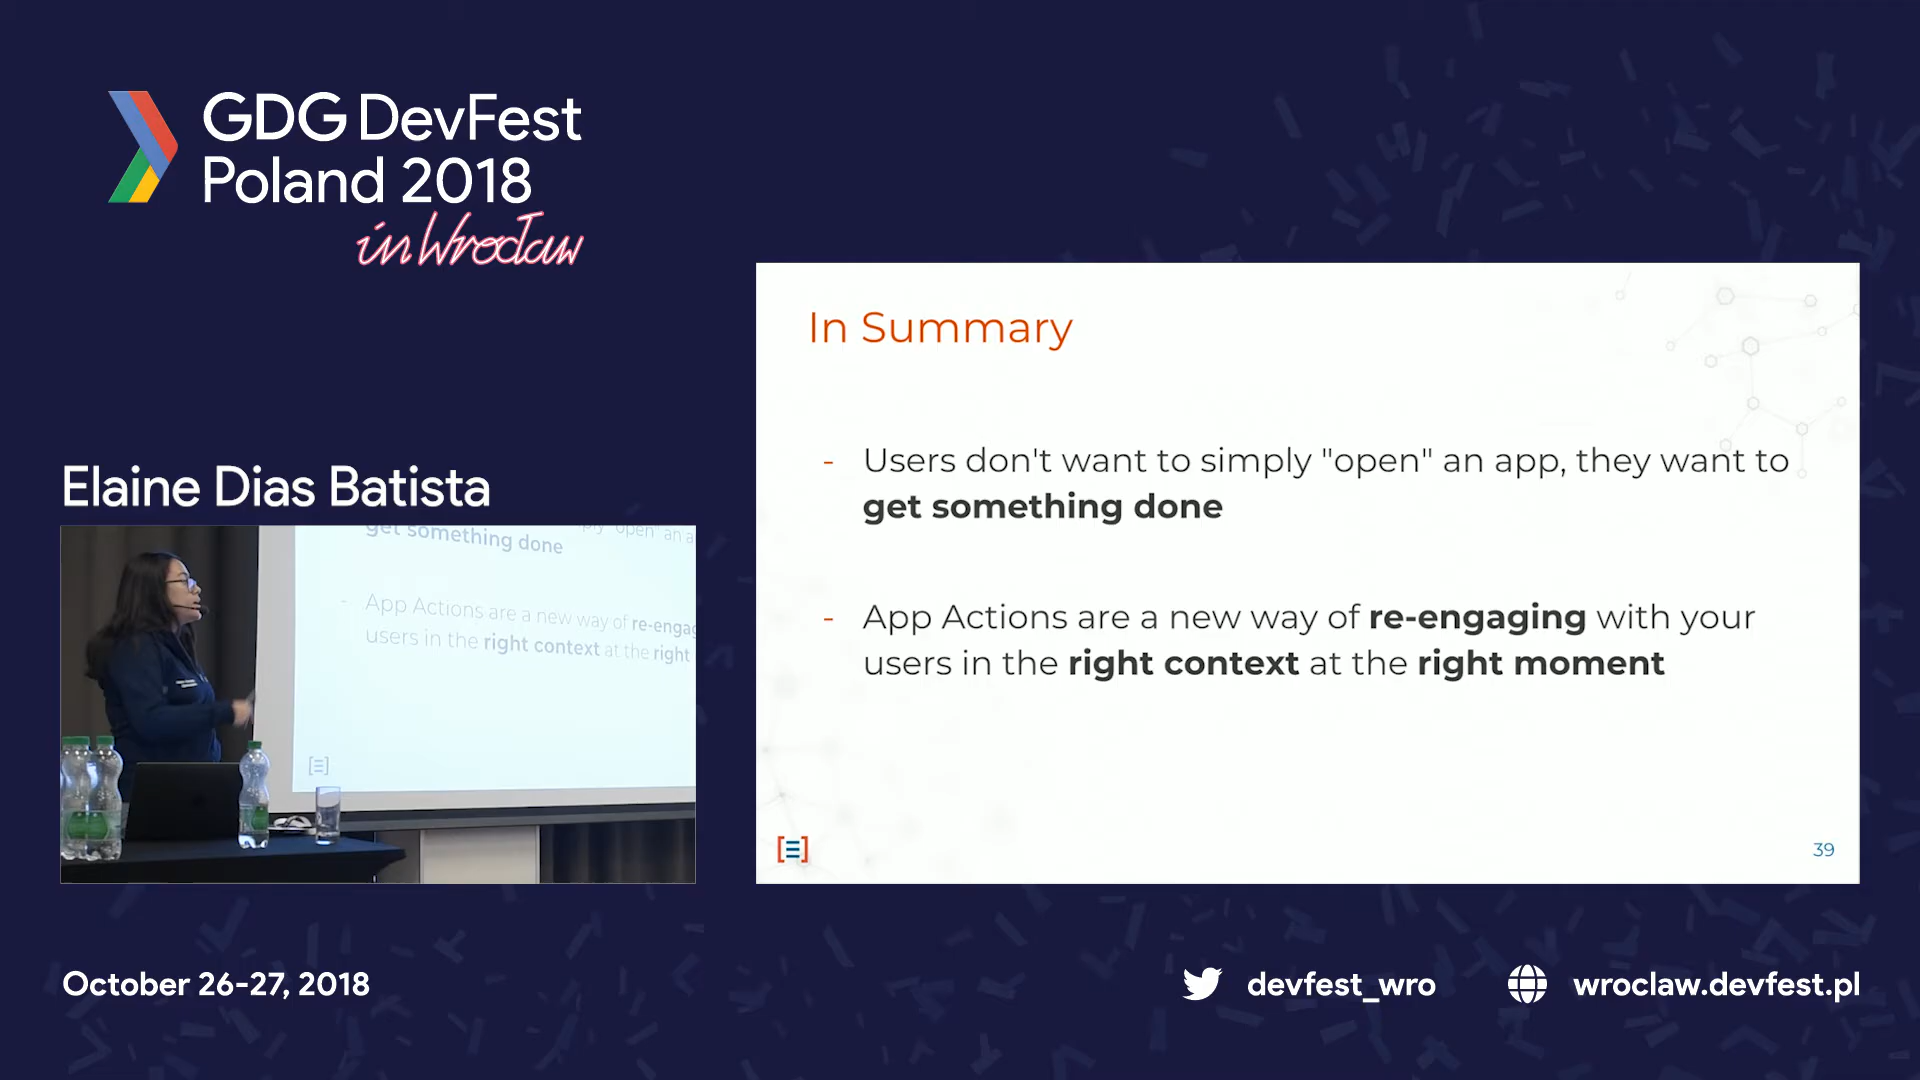 GDG DevFest
Poland 2018
in Wrocław
Elaine Dias Batista
get something done
ply "open" an a
- App Actions are a new way of re-engag
users in the right context at the right
In Summary
- Users don't want to simply "open" an app, they want to
get something done
- App Actions are a new way of re-engaging with your
users in the right context at the right moment
39
October 26-27, 2018
devfest_wro
wroclaw.devfest.pl